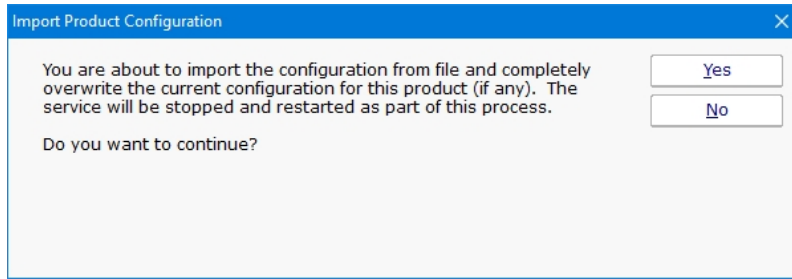 Import Product Configuration
You are about to import the configuration from file and completely
overwrite the current configuration for this product (if any). The
service will be stopped and restarted as part of this process.
Do you want to continue?
Yes
No